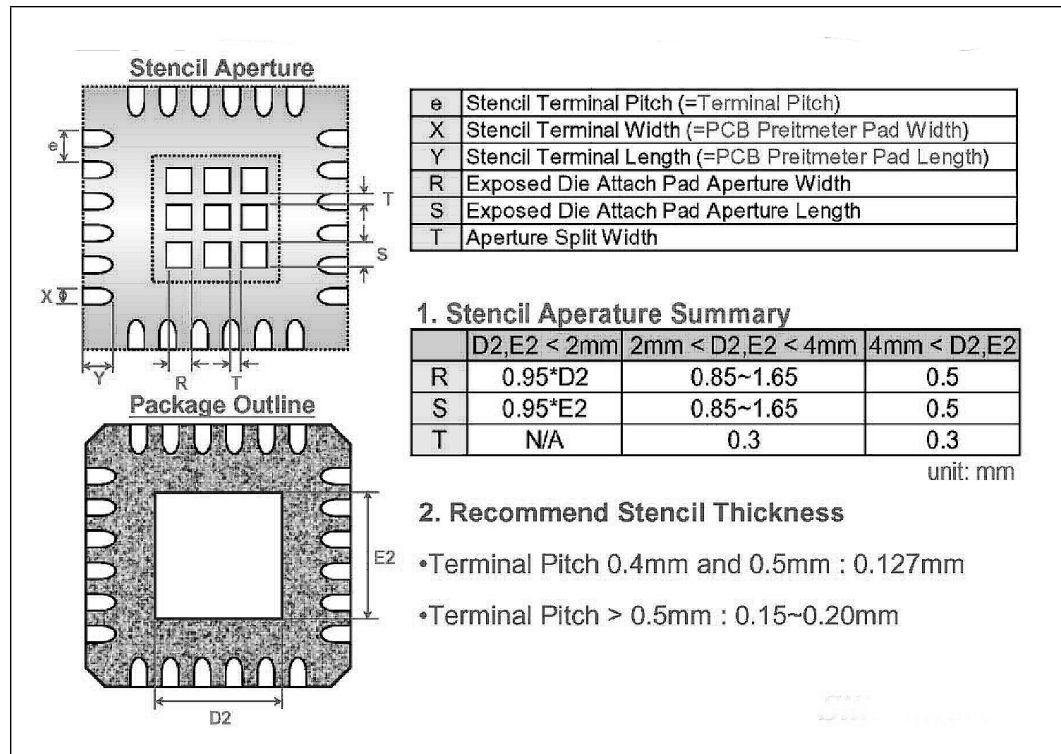 Stencil Aperture
e
X
Y
R
T
T
S
e Stencil Terminal Pitch (=Terminal Pitch)
X Stencil Terminal Width (=PCB Preitmeter Pad Width)
Y Stencil Terminal Length (=PCB Preitmeter Pad Length)
R Exposed Die Attach Pad Aperture Width
S Exposed Die Attach Pad Aperture Length
T Aperture Split Width
1. Stencil Aperature Summary
D2,E2 < 2mm 2mm < D2,E2 < 4mm 4mm < D2,E2
R 0.95*D2 0.85~1.65 0.5
S 0.95*E2 0.85~1.65 0.5
T N/A 0.3 0.3
unit: mm
Package Outline
E2
D2
2. Recommend Stencil Thickness
•Terminal Pitch 0.4mm and 0.5mm : 0.127mm
•Terminal Pitch > 0.5mm : 0.15~0.20mm